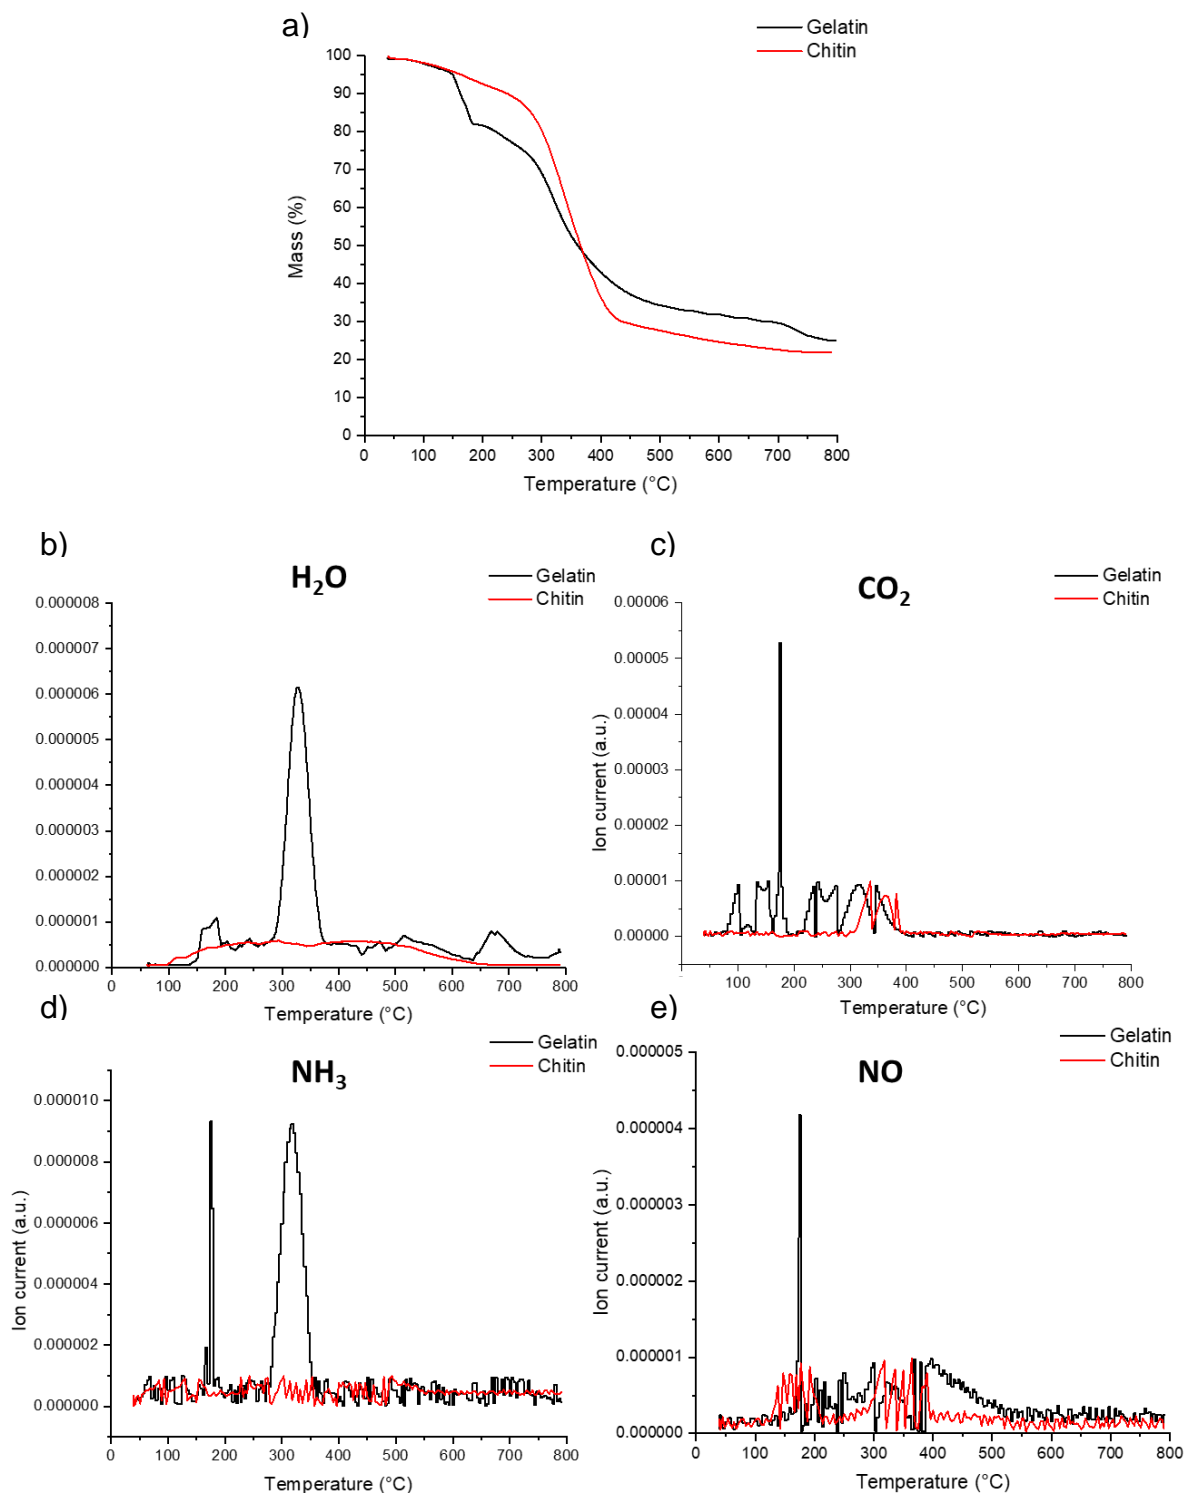 a)
Gelatin
Chitin
100
90
80
70
60
50
40
30
20
10
0
Mass (%)
0 100 200 300 400 500 600 700 800
Temperature (°C)
b)
H₂O
Gelatin
Chitin
0.000008
0.000007
0.000006
0.000005
0.000004
0.000003
0.000002
0.000001
0.000000
0 100 200 300 400 500 600 700 800
Temperature (°C)
c)
CO₂
Gelatin
Chitin
0.00006
0.00005
0.00004
0.00003
0.00002
0.00001
0.00000
Ion current (a.u.)
100 200 300 400 500 600 700 800
Temperature (°C)
d)
NH₃
Gelatin
Chitin
0.000010
0.000008
0.000006
0.000004
0.000002
0.000000
Ion current (a.u.)
0 100 200 300 400 500 600 700 800
Temperature (°C)
e)
NO
Gelatin
Chitin
0.000005
0.000004
0.000003
0.000002
0.000001
0.000000
Ion current (a.u.)
0 100 200 300 400 500 600 700 800
Temperature (°C)